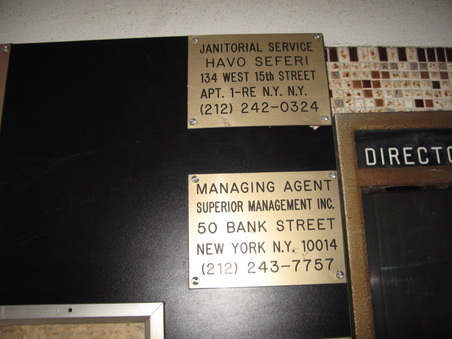 JANITORIAL SERVICE
HAVO SEFERI
134 WEST 15th STREET
APT. 1-RE N.Y. N.Y.
(212) 242-0324
DIRECTO
MANAGING AGENT
SUPERIOR MANAGEMENT INC.
50 BANK STREET
NEW YORK N.Y. 10014
(212) 243-7757